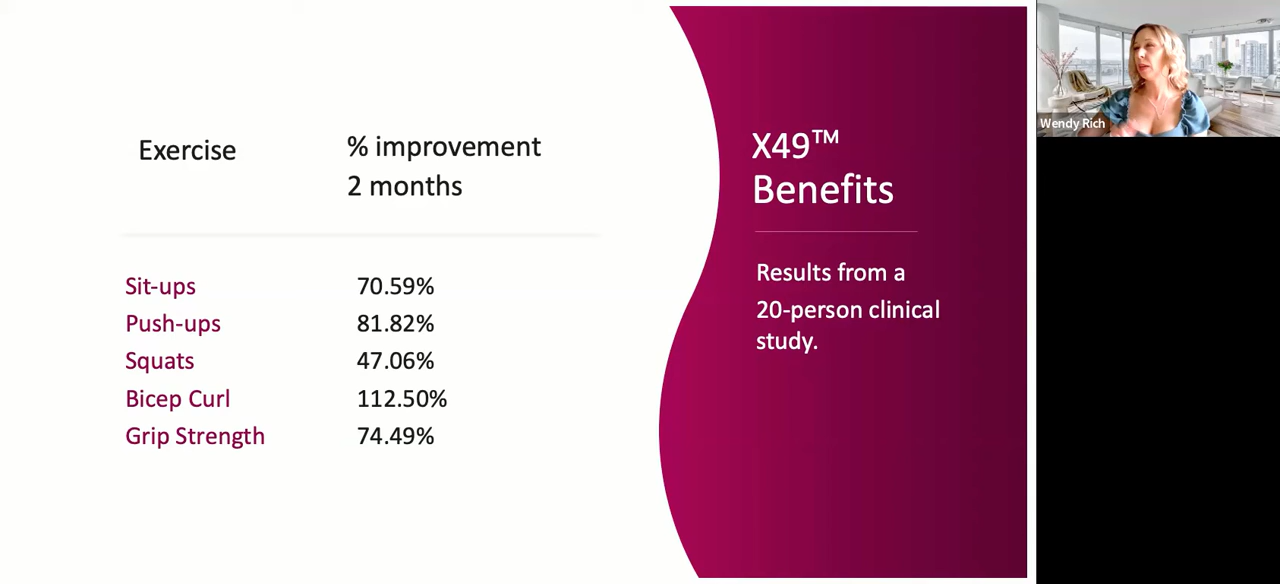 Exercise
% improvement
2 months
Sit-ups 70.59%
Push-ups 81.82%
Squats 47.06%
Bicep Curl 112.50%
Grip Strength 74.49%
X49™
Benefits
Results from a
20-person clinical
study.
Wendy Rich